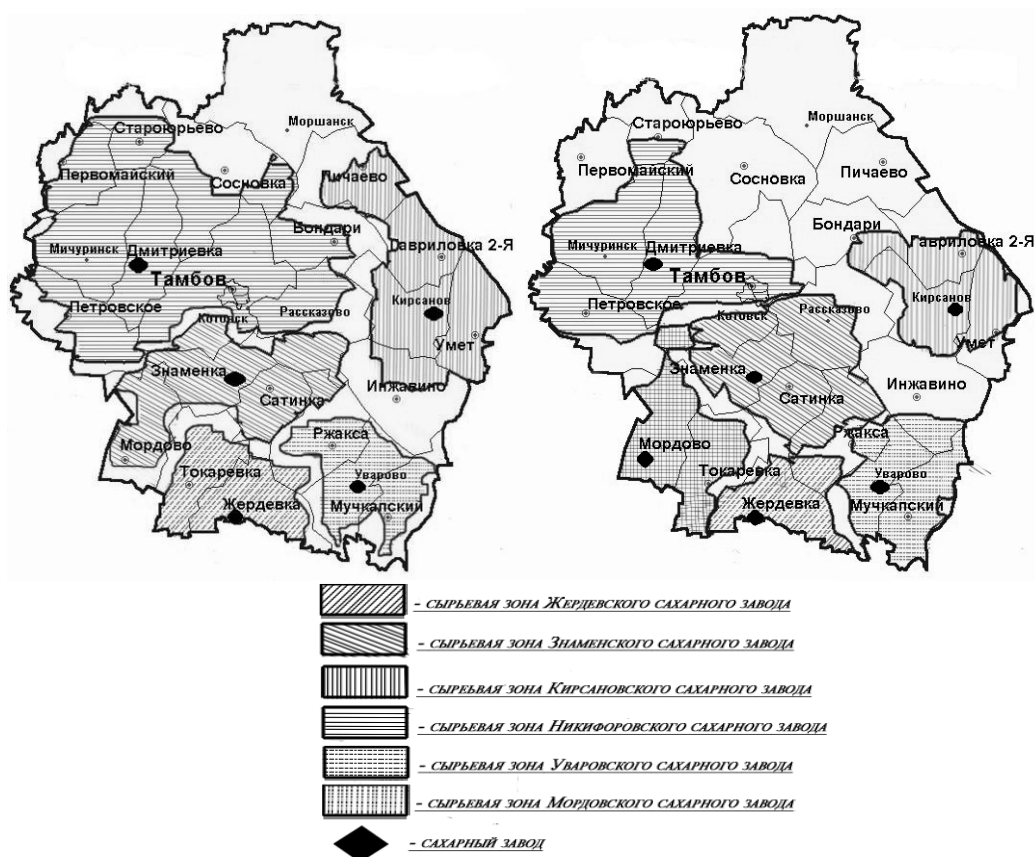 Моршанск
Староюрьево
Первомайский
Сосновка
Пичаево
Бондари
Гавриловка 2-Я
Мичуринск
Дмитриевка
Тамбов
Кирсанов
Петровское
Рассказово
Котовск
Умет
Знаменка
Сатинка
Инжавино
Ржакса
Мордово
Токаревка
Уварово
Жердевка
Мучкапский
Моршанск
Староюрьево
Первомайский
Сосновка
Пичаево
Бондари
Гавриловка 2-Я
Мичуринск
Дмитриевка
Тамбов
Кирсанов
Петровское
Рассказово
Котовск
Умет
Знаменка
Сатинка
Инжавино
Ржакса
Мордово
Токаревка
Уварово
Жердевка
Мучкапский
- сырьевая зона Жердевского сахарного завода
- сырьевая зона Знаменского сахарного завода
- сыреьвая зона Кирсановского сахарного завода
- сырьевая зона Никифоровского сахарного завода
- сырьевая зона Уваровского сахарного завода
- сырьевая зона Мордовского сахарного завода
- сахарный завод